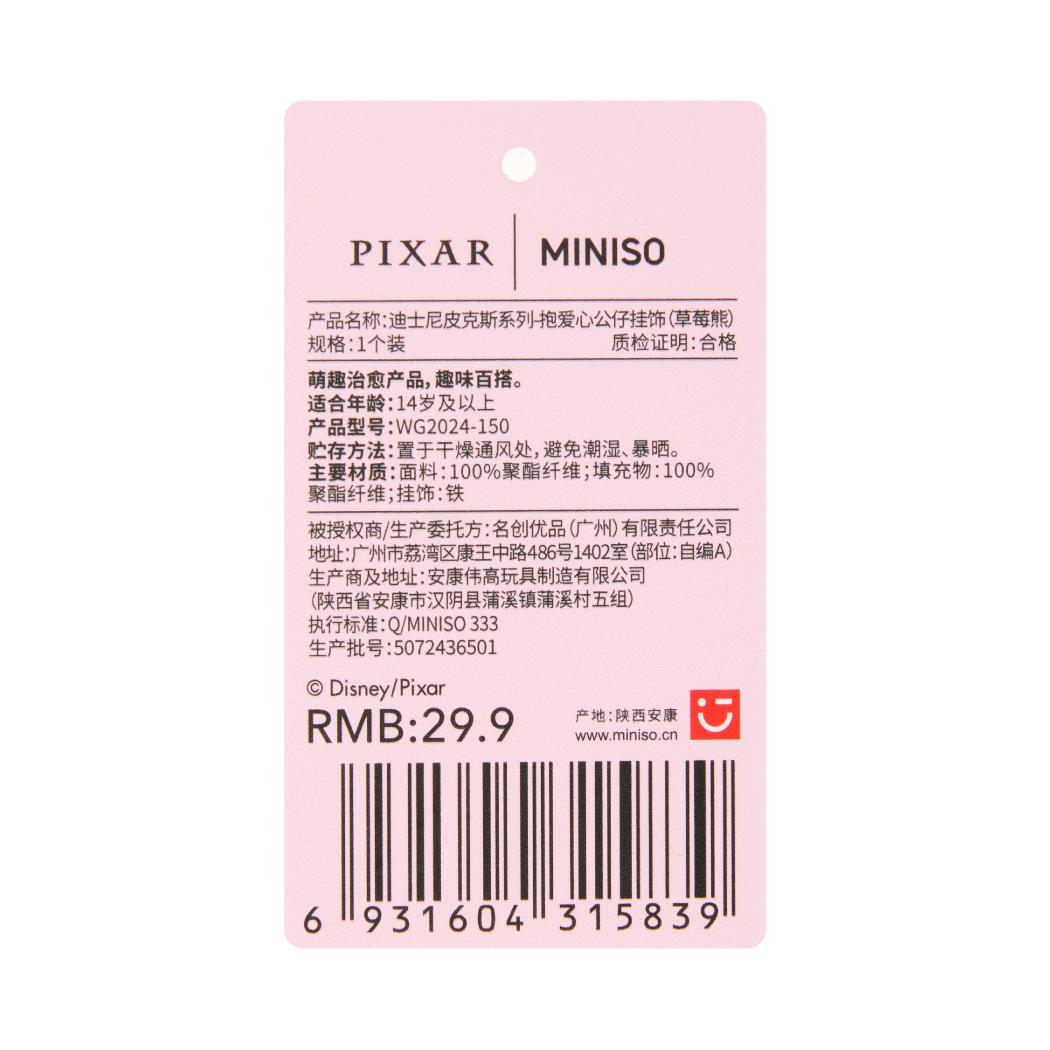 PIXAR | MINISO
产品名称:迪士尼皮克斯系列-抱爱心公仔挂饰(草莓熊)
规格:1个装 质检证明:合格
萌趣治愈产品,趣味百搭。
适合年龄:14岁及以上
产品型号:WG2024-150
贮存方法:置于干燥通风处,避免潮湿、暴晒。
主要材质:面料:100%聚酯纤维;填充物:100%
聚酯纤维;挂饰:铁
被授权商/生产委托方:名创优品(广州)有限责任公司
地址:广州市荔湾区康王中路486号1402室(部位:自编A)
生产商及地址:安康伟高玩具制造有限公司
(陕西省安康市汉阴县蒲溪镇蒲溪村五组)
执行标准:Q/MINISO 333
生产批号:5072436501
© Disney/Pixar
RMB:29.9
产地:陕西安康
www.miniso.cn
6 931604 315839